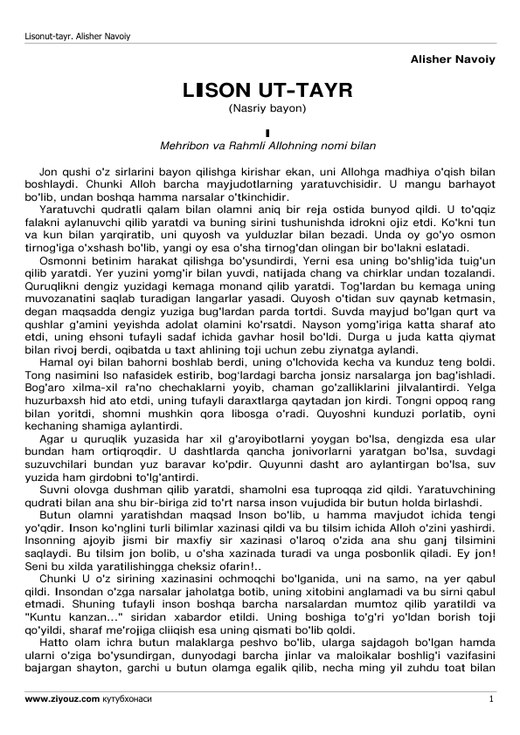 Lisonut-tayr. Alisher Navoiy
Alisher Navoiy
LISON UT-TAYR
(Nasriy bayon)
I
Mehribon va Rahmli Allohning nomi bilan
Jon qushi o'z sirlarini bayon qilishga kirishar ekan, uni Allohga madhiya o'qish bilan
boshlaydi. Chunki Alloh barcha mayjudotlarning yaratuvchisidir. U mangu barhayot
bo'lib, undan boshqa hamma narsalar o'tkinchidir.
Yaratuvchi qudratli qalam bilan olamni aniq bir reja ostida bunyod qildi. U to'qqiz
falakni aylanuvchi qilib yaratdi va buning sirini tushunishda idrokni ojiz etdi. Ko'kni tun
va kun bilan yarqiratib, uni quyosh va yulduzlar bilan bezadi. Unda oy go'yo osmon
tirnog'iga o'xshash bo'lib, yangi oy esa o'sha tirnog'dan olingan bir bo'lakni eslatadi.
Osmonni betinim harakat qilishga bo'ysundirdi, Yerni esa uning bo'shlig'ida tuig'un
qilib yaratdi. Yer yuzini yomg'ir bilan yuvdi, natijada chang va chirklar undan tozalandi.
Quruqlikni dengiz yuzidagi kemaga monand qilib yaratdi. Tog'lardan bu kemaga uning
muvozanatini saqlab turadigan langarlar yasadi. Quyosh o'tidan suv qaynab ketmasin,
degan maqsadda dengiz yuziga bug'lardan parda tortdi. Suvda mayjud bo'lgan qurt va
qushlar g'amini yeyishda adolat olamini ko'rsatdi. Nayson yomg'iriga katta sharaf ato
etdi, uning ehsoni tufayli sadaf ichida gavhar hosil bo'ldi. Durga u juda katta qiymat
bilan rivoj berdi, oqibatda u taxt ahlining toji uchun zebu ziynatga aylandi.
Hamal oyi bilan bahorni boshlab berdi, uning o'lchovida kecha va kunduz teng boldi.
Tong nasimini Iso nafasidek estirib, bog'lardagi barcha jonsiz narsalarga jon bag'ishladi.
Bog'aro xilma-xil ra'no chechaklarni yoyib, chaman go'zalliklarini jilvalantirdi. Yelga
huzurbaxsh hid ato etdi, uning tufayli daraxtlarga qaytadan jon kirdi. Tongni oppoq rang
bilan yoritdi, shomni mushkin qora libosga o'radi. Quyoshni kunduzi porlatib, oyni
kechaning shamiga aylantirdi.
Agar u quruqlik yuzasida har xil g'aroyibotlarni yoygan bo'lsa, dengizda esa ular
bundan ham ortiqroqdir. U dashtlarda qancha jonivorlarni yaratgan bo'lsa, suvdagi
suzuvchilari bundan yuz baravar ko'pdir. Quyunni dasht aro aylantirgan bo'lsa, suv
yuzida ham girdobni to'lg'antirdi.
Suvni olovga dushman qilib yaratdi, shamolni esa tuproqqa zid qildi. Yaratuvchining
qudrati bilan ana shu bir-biriga zid to'rt narsa inson vujudida bir butun holda birlashdi.
Butun olamni yaratishdan maqsad Inson bo'lib, u hamma mavjudot ichida tengi
yo'qdir. Inson ko'nglini turli bilimlar xazinasi qildi va bu tilsim ichida Alloh o'zini yashirdi.
Insonning ajoyib jismi bir maxfiy sir xazinasi o'laroq o'zida ana shu ganj tilsimini
saqlaydi. Bu tilsim jon bolib, u o'sha xazinada turadi va unga posbonlik qiladi. Ey jon!
Seni bu xilda yaratilishingga cheksiz ofarin!..
Chunki U o'z sirining xazinasini ochmoqchi bo'lganida, uni na samo, na yer qabul
qildi. Insondan o'zga narsalar jaholatga botib, uning xitobini anglamadi va bu sirni qabul
etmadi. Shuning tufayli inson boshqa barcha narsalardan mumtoz qilib yaratildi va
"Kuntu kanzan..." siridan xabardor etildi. Uning boshiga to'g'ri yo'ldan borish toji
qo'yildi, sharaf me'rojiga cliiqish esa uning qismati bo'lib qoldi.
Hatto olam ichra butun malaklarga peshvo bo'lib, ularga sajdagoh bo'lgan hamda
ularni o'ziga bo'ysundirgan, dunyodagi barcha jinlar va maloikalar boshlig'i vazifasini
bajargan shayton, garchi u butun olamga egalik qilib, necha ming yil zuhdu toat bilan
www.ziyouz.com кутубхонаси
1